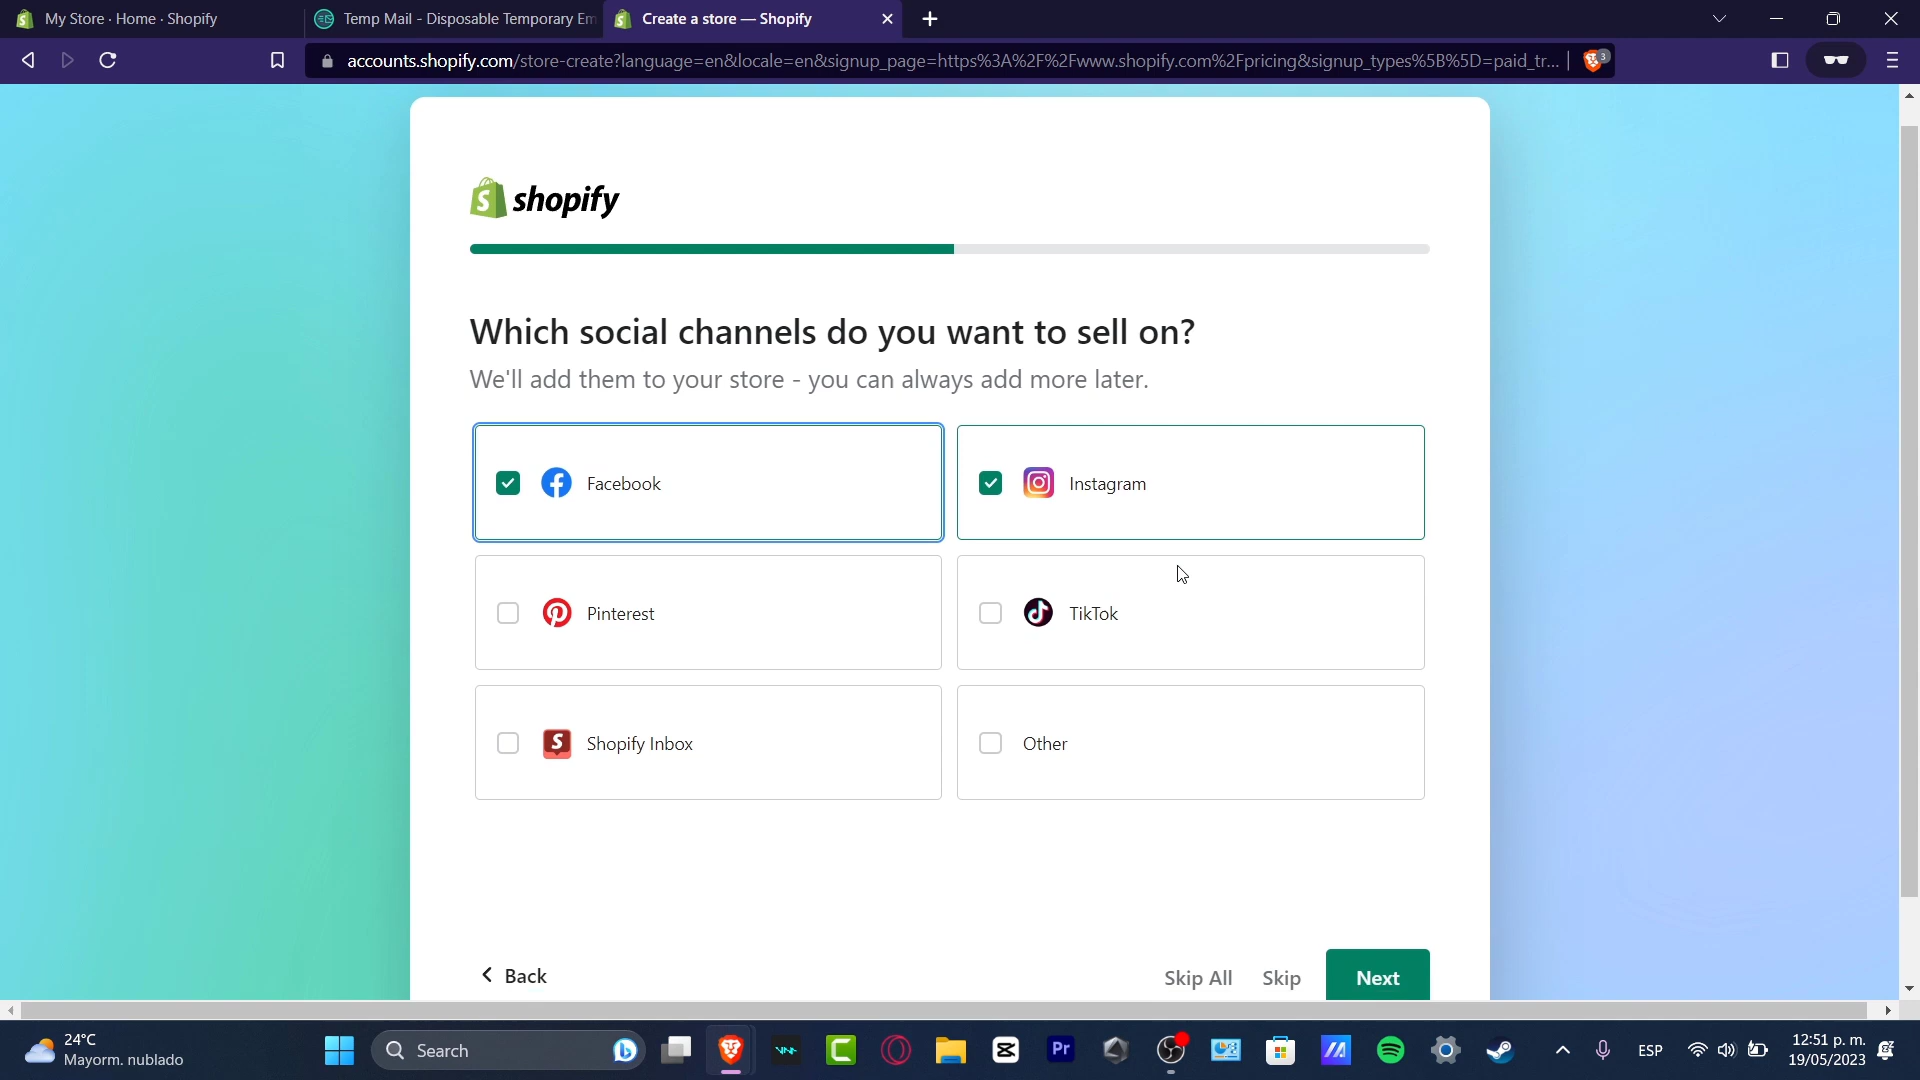 My Store · Home · Shopify
Temp Mail - Disposable Temporary Em
Create a store — Shopify
accounts.shopify.com/store-create?language=en&locale=en&signup_page=https%3A%2F%2Fwww.shopify.com%2Fpricing&signup_types%5B%5D=paid_tr...
3
shopify
Which social channels do you want to sell on?
We'll add them to your store - you can always add more later.
Facebook
Instagram
Pinterest
TikTok
Shopify Inbox
Other
Back
Skip All
Skip
Next
24°C
Mayorm. nublado
Search
Pr
ESP
12:51 p. m.
19/05/2023